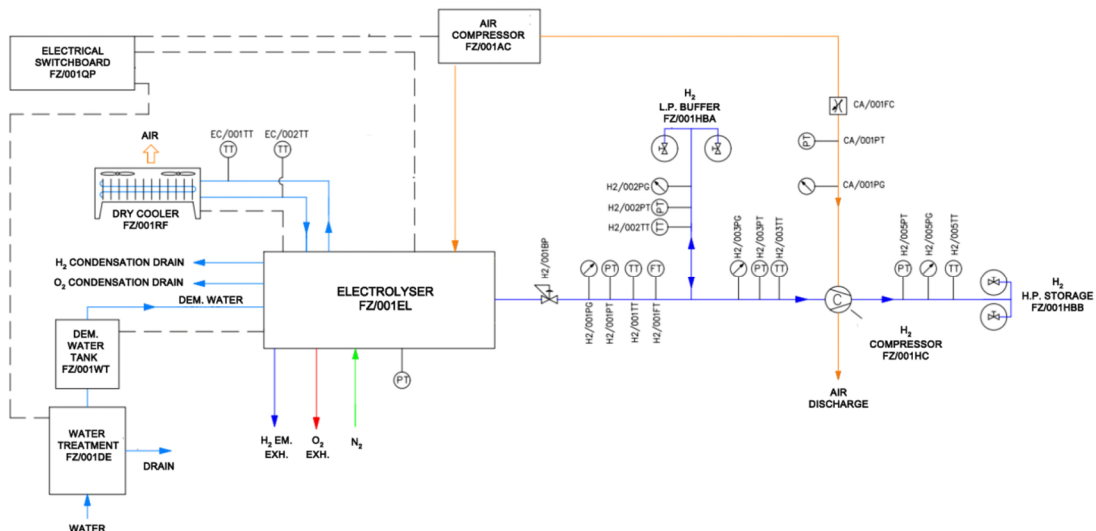 AIR
COMPRESSOR
FZ/001AC
ELECTRICAL
SWITCHBOARD
FZ/001QP
H2
L.P. BUFFER
FZ/001HBA
CA/001FC
EC/001TT
EC/002TT
AIR
TT
TT
PT
CA/001PT
CA/001PG
DRY COOLER
FZ/001RF
H2/002PG
H2/002PT
PT
H2/002TT
TT
H2/003PG
H2/003PT
H2/003TT
H2/005PT
H2/005PG
H2/005TT
H2 CONDENSATION DRAIN
O2 CONDENSATION DRAIN
DEM. WATER
ELECTROLYSER
FZ/001EL
H2/001BP
PT
TT
FT
PT
TT
PT
TT
C
H2
H.P. STORAGE
FZ/001HBB
H2/001PG
H2/001PT
H2/001TT
H2/001FT
DEM.
WATER
TANK
FZ/001WT
H2
COMPRESSOR
FZ/001HC
PT
AIR
DISCHARGE
WATER
TREATMENT
FZ/001DE
DRAIN
H2 EM.
EXH.
O2
EXH.
N2
WATER